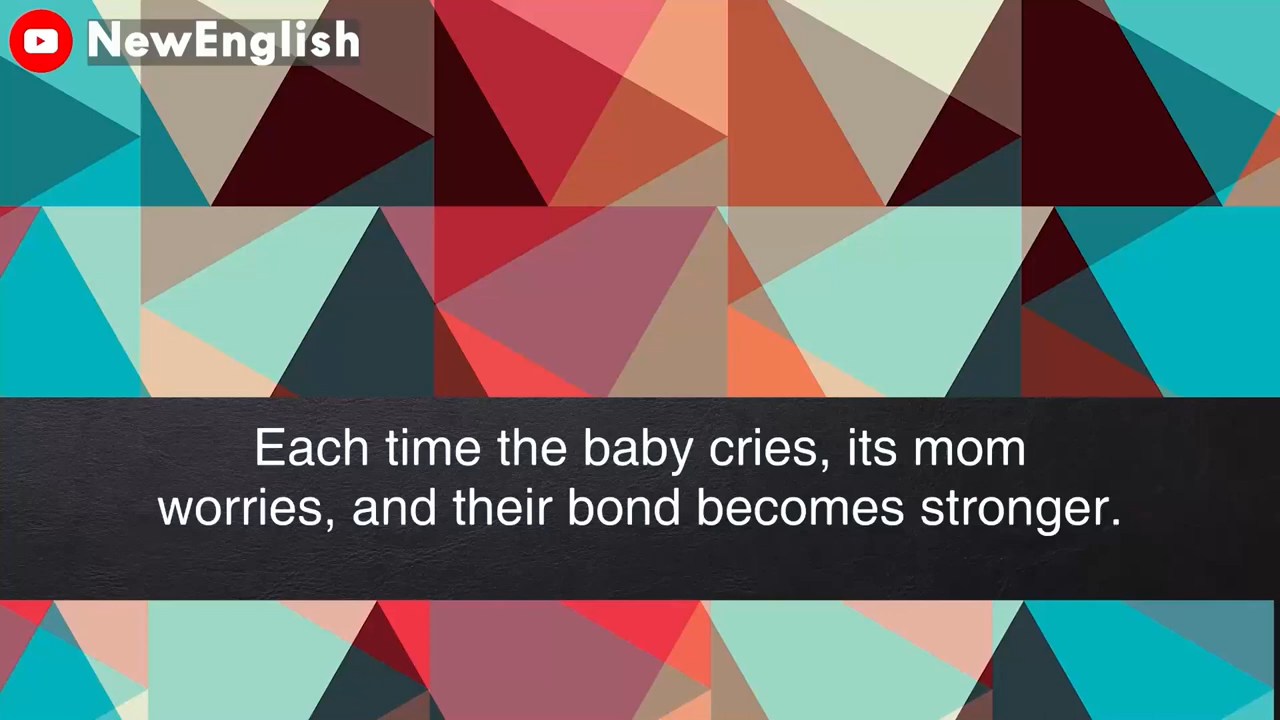 NewEnglish
Each time the baby cries, its mom
worries, and their bond becomes stronger.